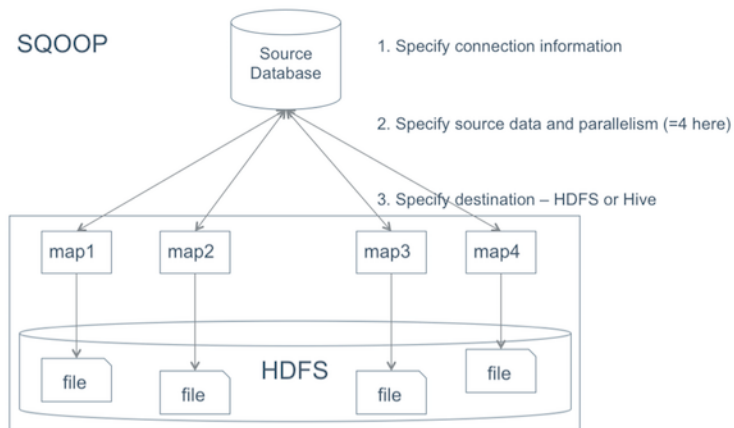 SQOOP
Source
Database
1. Specify connection information
2. Specify source data and parallelism (=4 here)
3. Specify destination – HDFS or Hive
map1
map2
map3
map4
HDFS
file
file
file
file